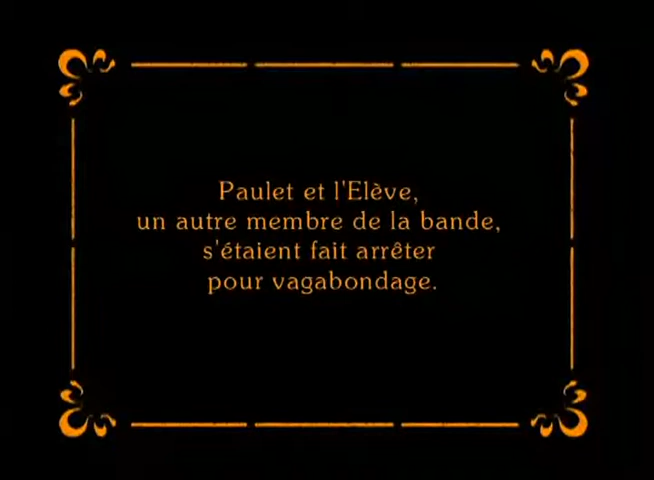 Paulet et l'Elève,
un autre membre de la bande,
s'étaient fait arrêter
pour vagabondage.